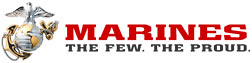 MARINES
THE FEW. THE PROUD.